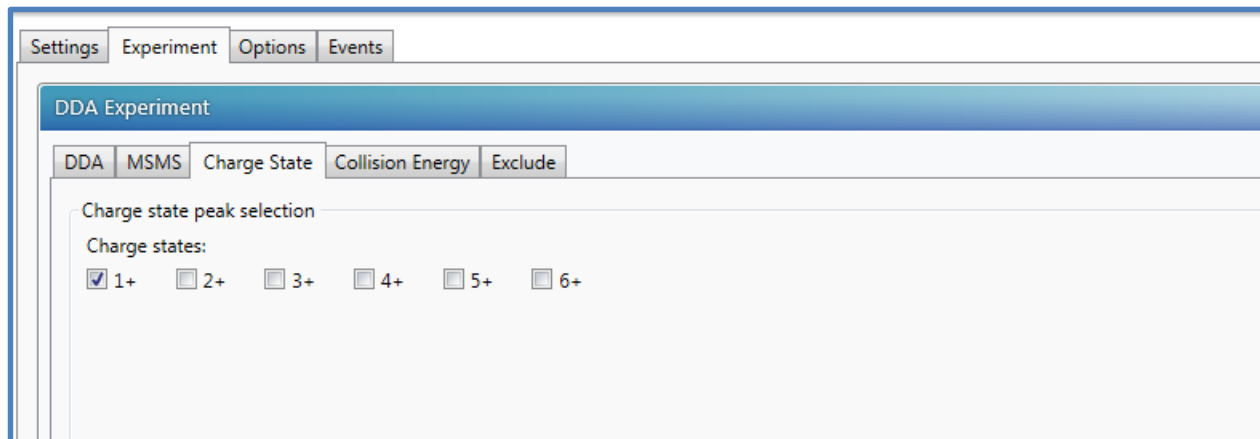 Settings Experiment Options Events
DDA Experiment
DDA MSMS Charge State Collision Energy Exclude
Charge state peak selection
Charge states:
1+ 2+ 3+ 4+ 5+ 6+